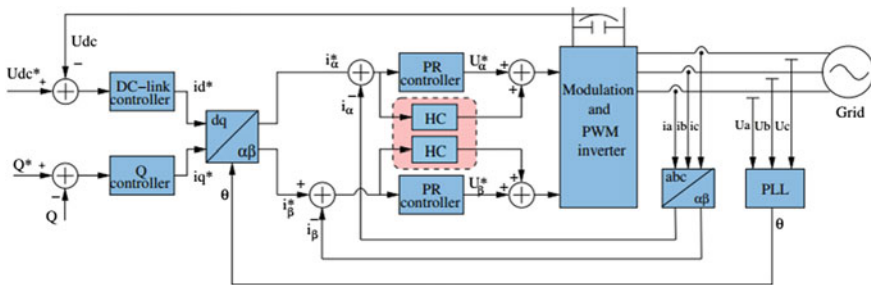 Udc
Udc*
+
−
DC-link
controller
id*
Q*
+
−
Q
Q
controller
iq*
dq
αβ
θ
i*α
iα
−
i*β
+
iβ
−
PR
controller
U*α
+
+
HC
HC
PR
controller
U*β
+
+
Modulation
and
PWM
inverter
ia
ib
ic
Ua
Ub
Uc
Grid
abc
αβ
PLL
θ